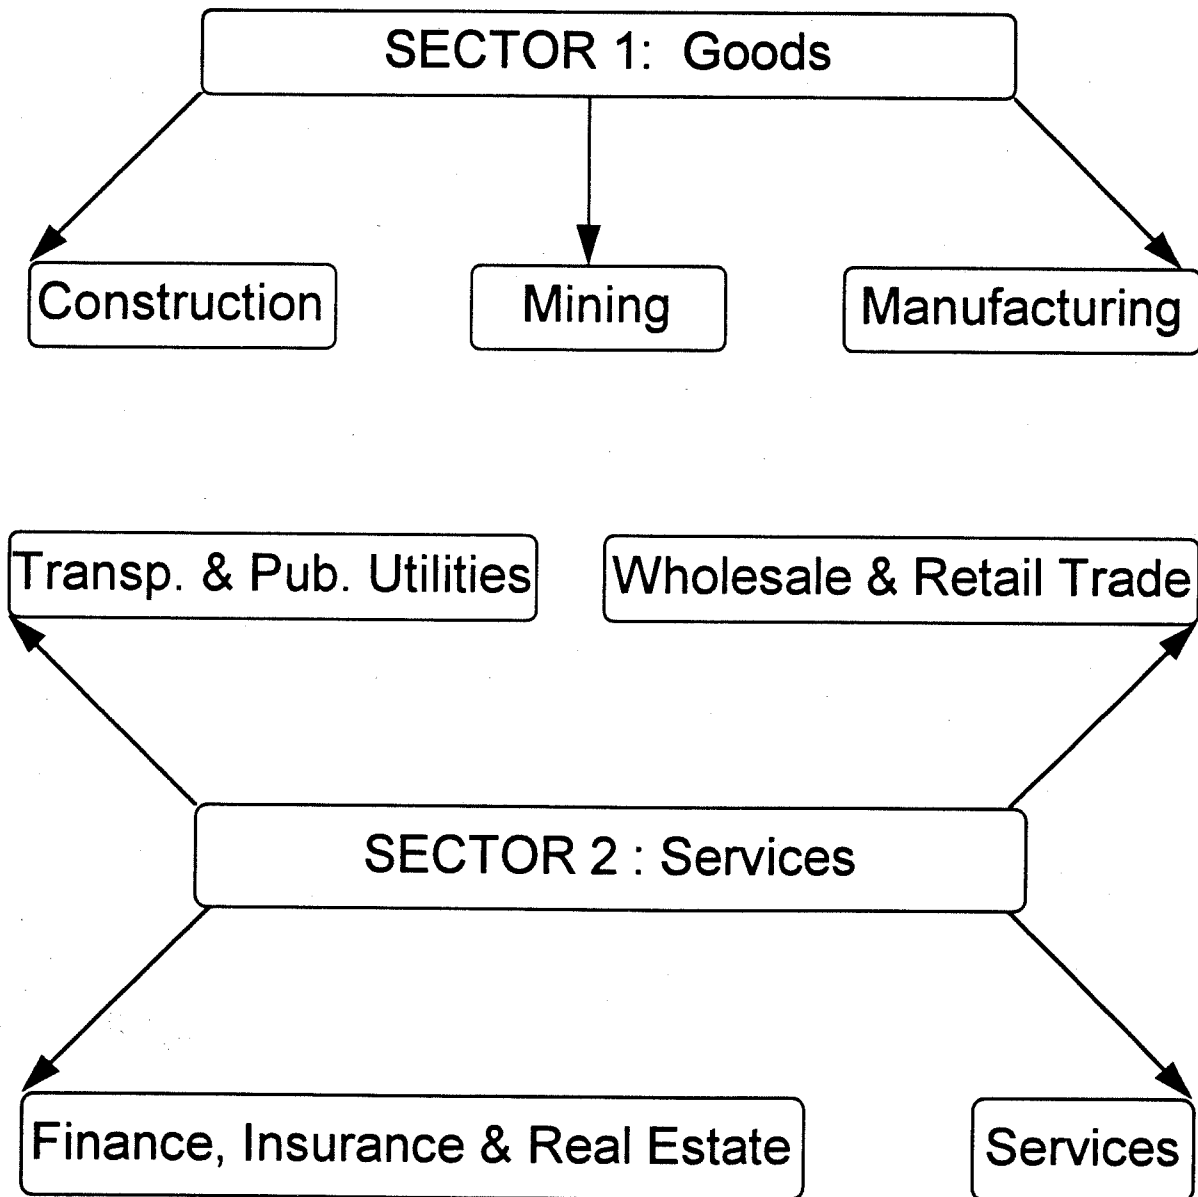 SECTOR 1: Goods
Construction
Mining
Manufacturing
Transp. & Pub. Utilities
Wholesale & Retail Trade
SECTOR 2 : Services
Finance, Insurance & Real Estate
Services